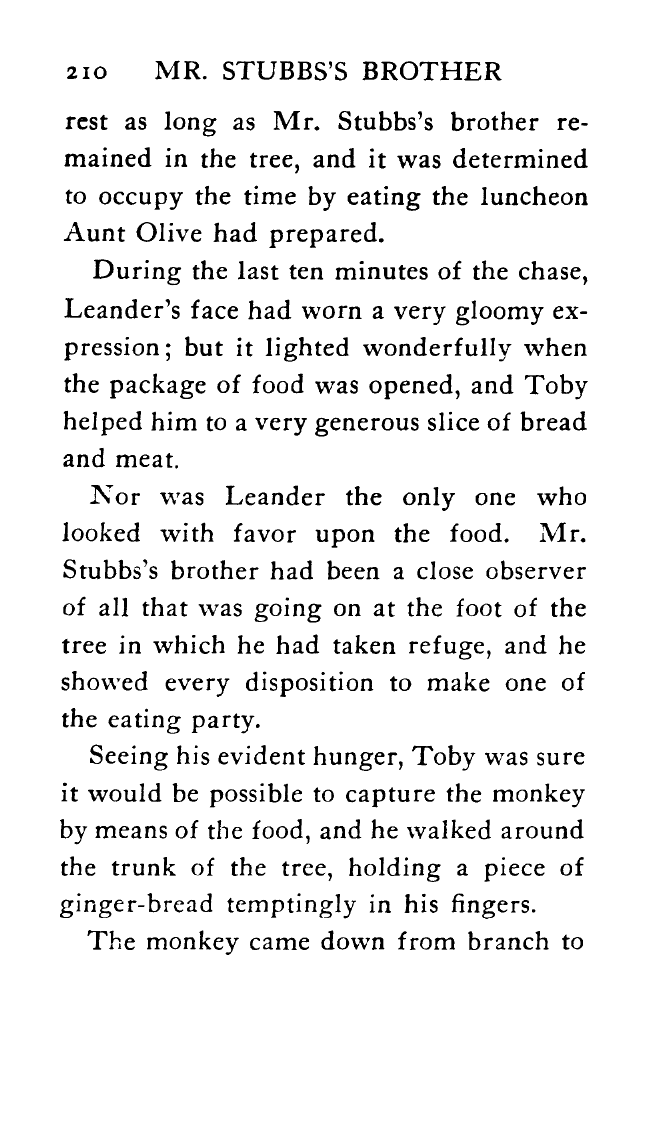 210 MR. STUBBS'S BROTHER
rest as long as Mr. Stubbs's brother re-
mained in the tree, and it was determined
to occupy the time by eating the luncheon
Aunt Olive had prepared.
During the last ten minutes of the chase,
Leander's face had worn a very gloomy ex-
pression; but it lighted wonderfully when
the package of food was opened, and Toby
helped him to a very generous slice of bread
and meat.
Nor was Leander the only one who
looked with favor upon the food. Mr.
Stubbs's brother had been a close observer
of all that was going on at the foot of the
tree in which he had taken refuge, and he
showed every disposition to make one of
the eating party.
Seeing his evident hunger, Toby was sure
it would be possible to capture the monkey
by means of the food, and he walked around
the trunk of the tree, holding a piece of
ginger-bread temptingly in his fingers.
The monkey came down from branch to